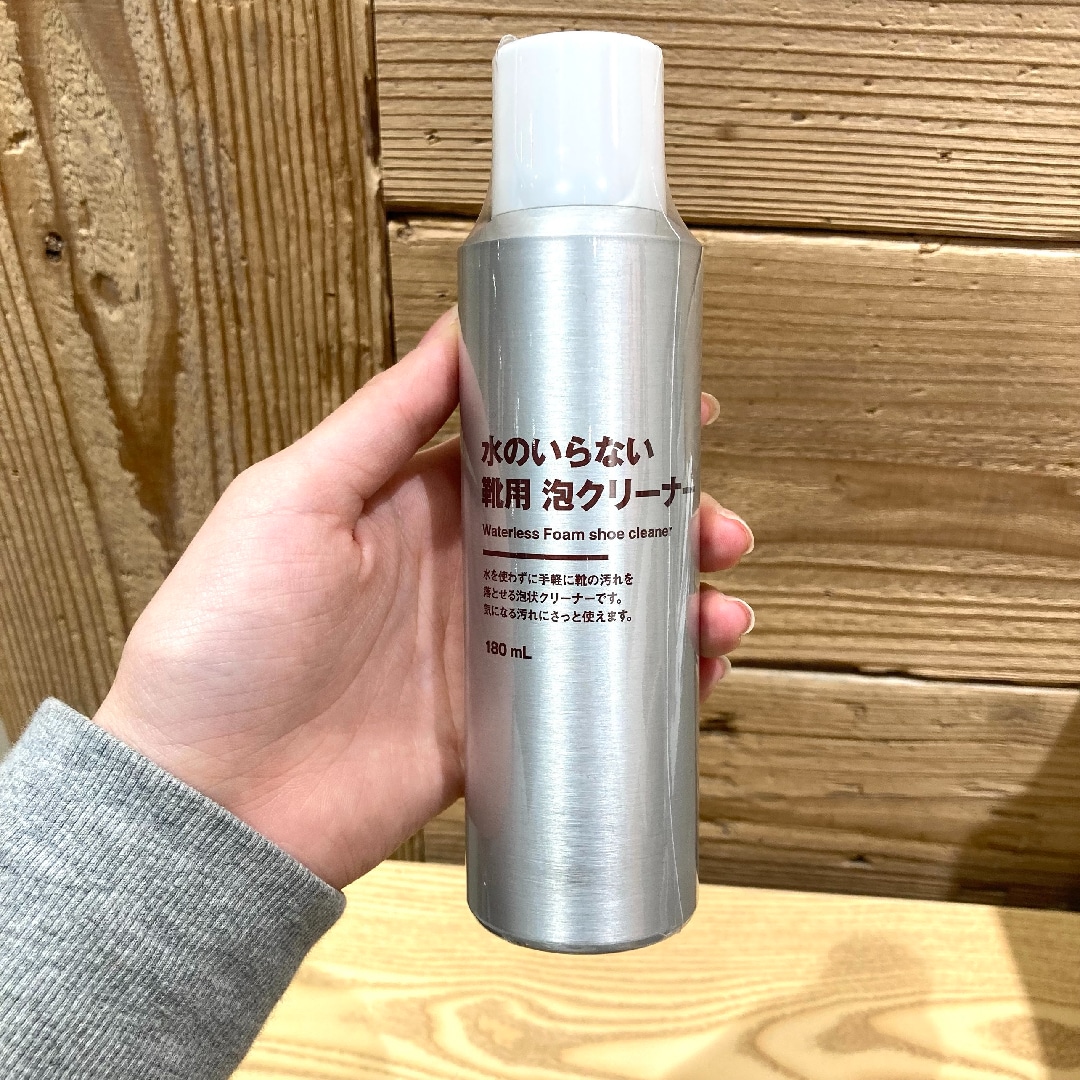 水のいらない
靴用 泡クリーナー
Waterless Foam shoe cleaner
水を使わずに手軽に靴の汚れを
落とせる泡状クリーナーです。
気になる汚れにさっと使えます。
180 mL